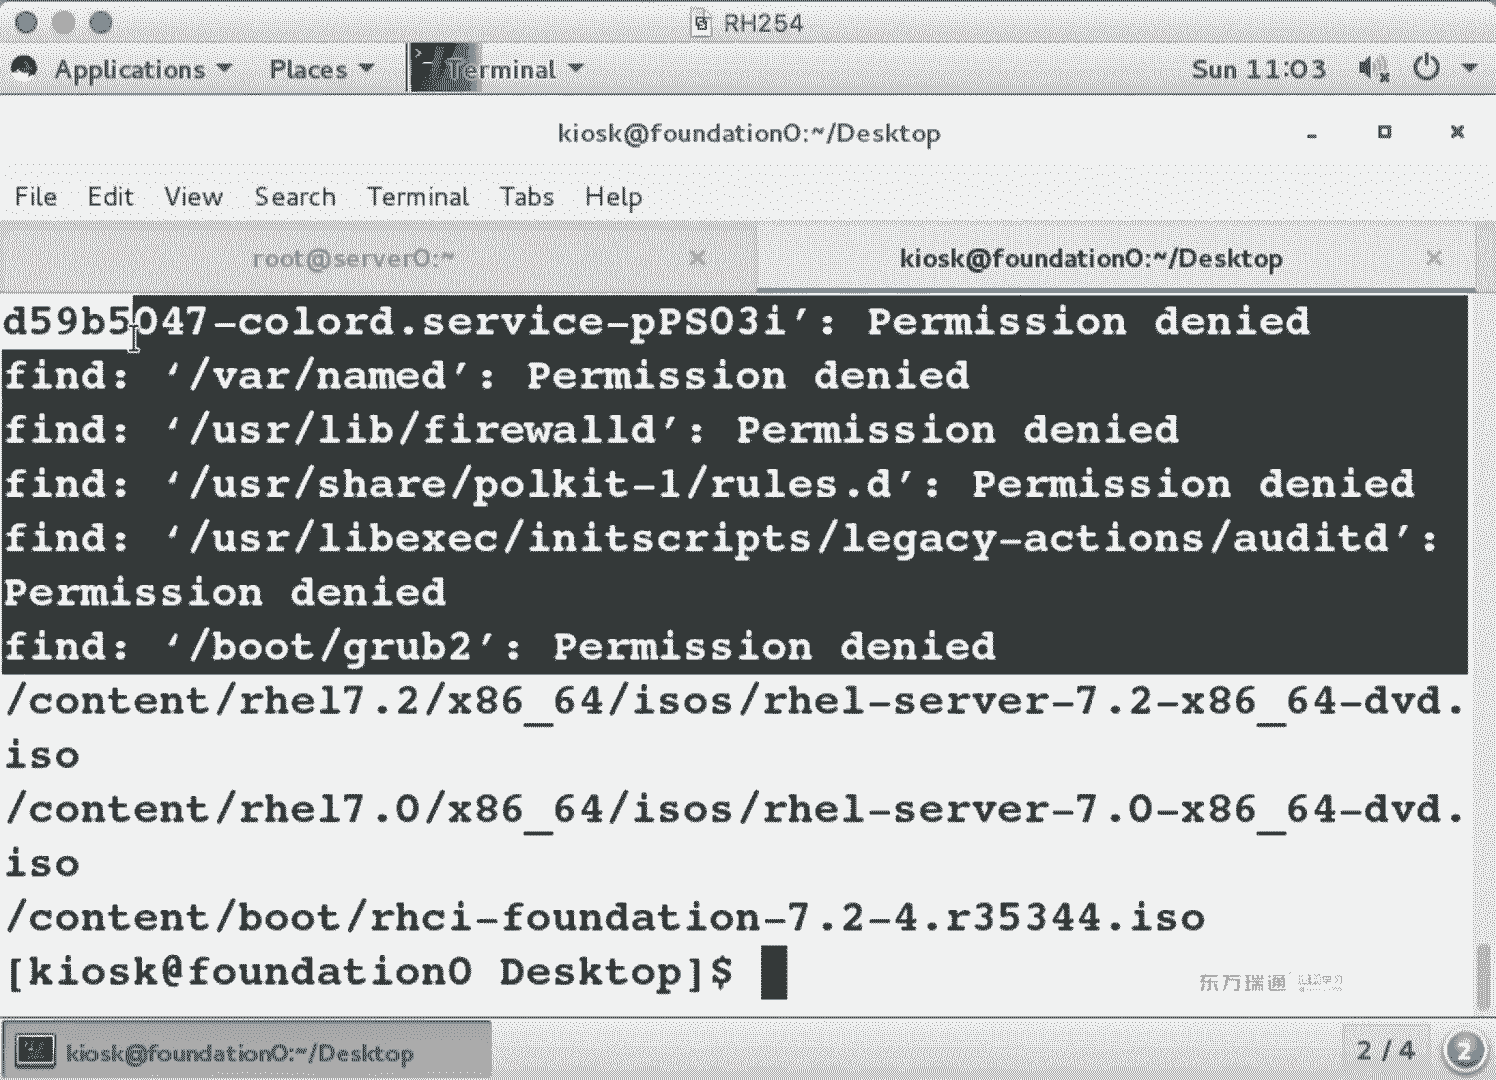 RH254
Applications Places Terminal Sun 11:03
kiosk@foundation0:~/Desktop
File Edit View Search Terminal Tabs Help
root@server0:~ kiosk@foundation0:~/Desktop
d59b5047-colord.service-pPSO3i’: Permission denied
find: ‘/var/named’: Permission denied
find: ‘/usr/lib/firewalld’: Permission denied
find: ‘/usr/share/polkit-1/rules.d’: Permission denied
find: ‘/usr/libexec/initscripts/legacy-actions/auditd’:
Permission denied
find: ‘/boot/grub2’: Permission denied
/content/rhel7.2/x86_64/isos/rhel-server-7.2-x86_64-dvd.
iso
/content/rhel7.0/x86_64/isos/rhel-server-7.0-x86_64-dvd.
iso
/content/boot/rhci-foundation-7.2-4.r35344.iso
[kiosk@foundation0 Desktop]$
东方瑞通
kiosk@foundation0:~/Desktop 2 / 4 2